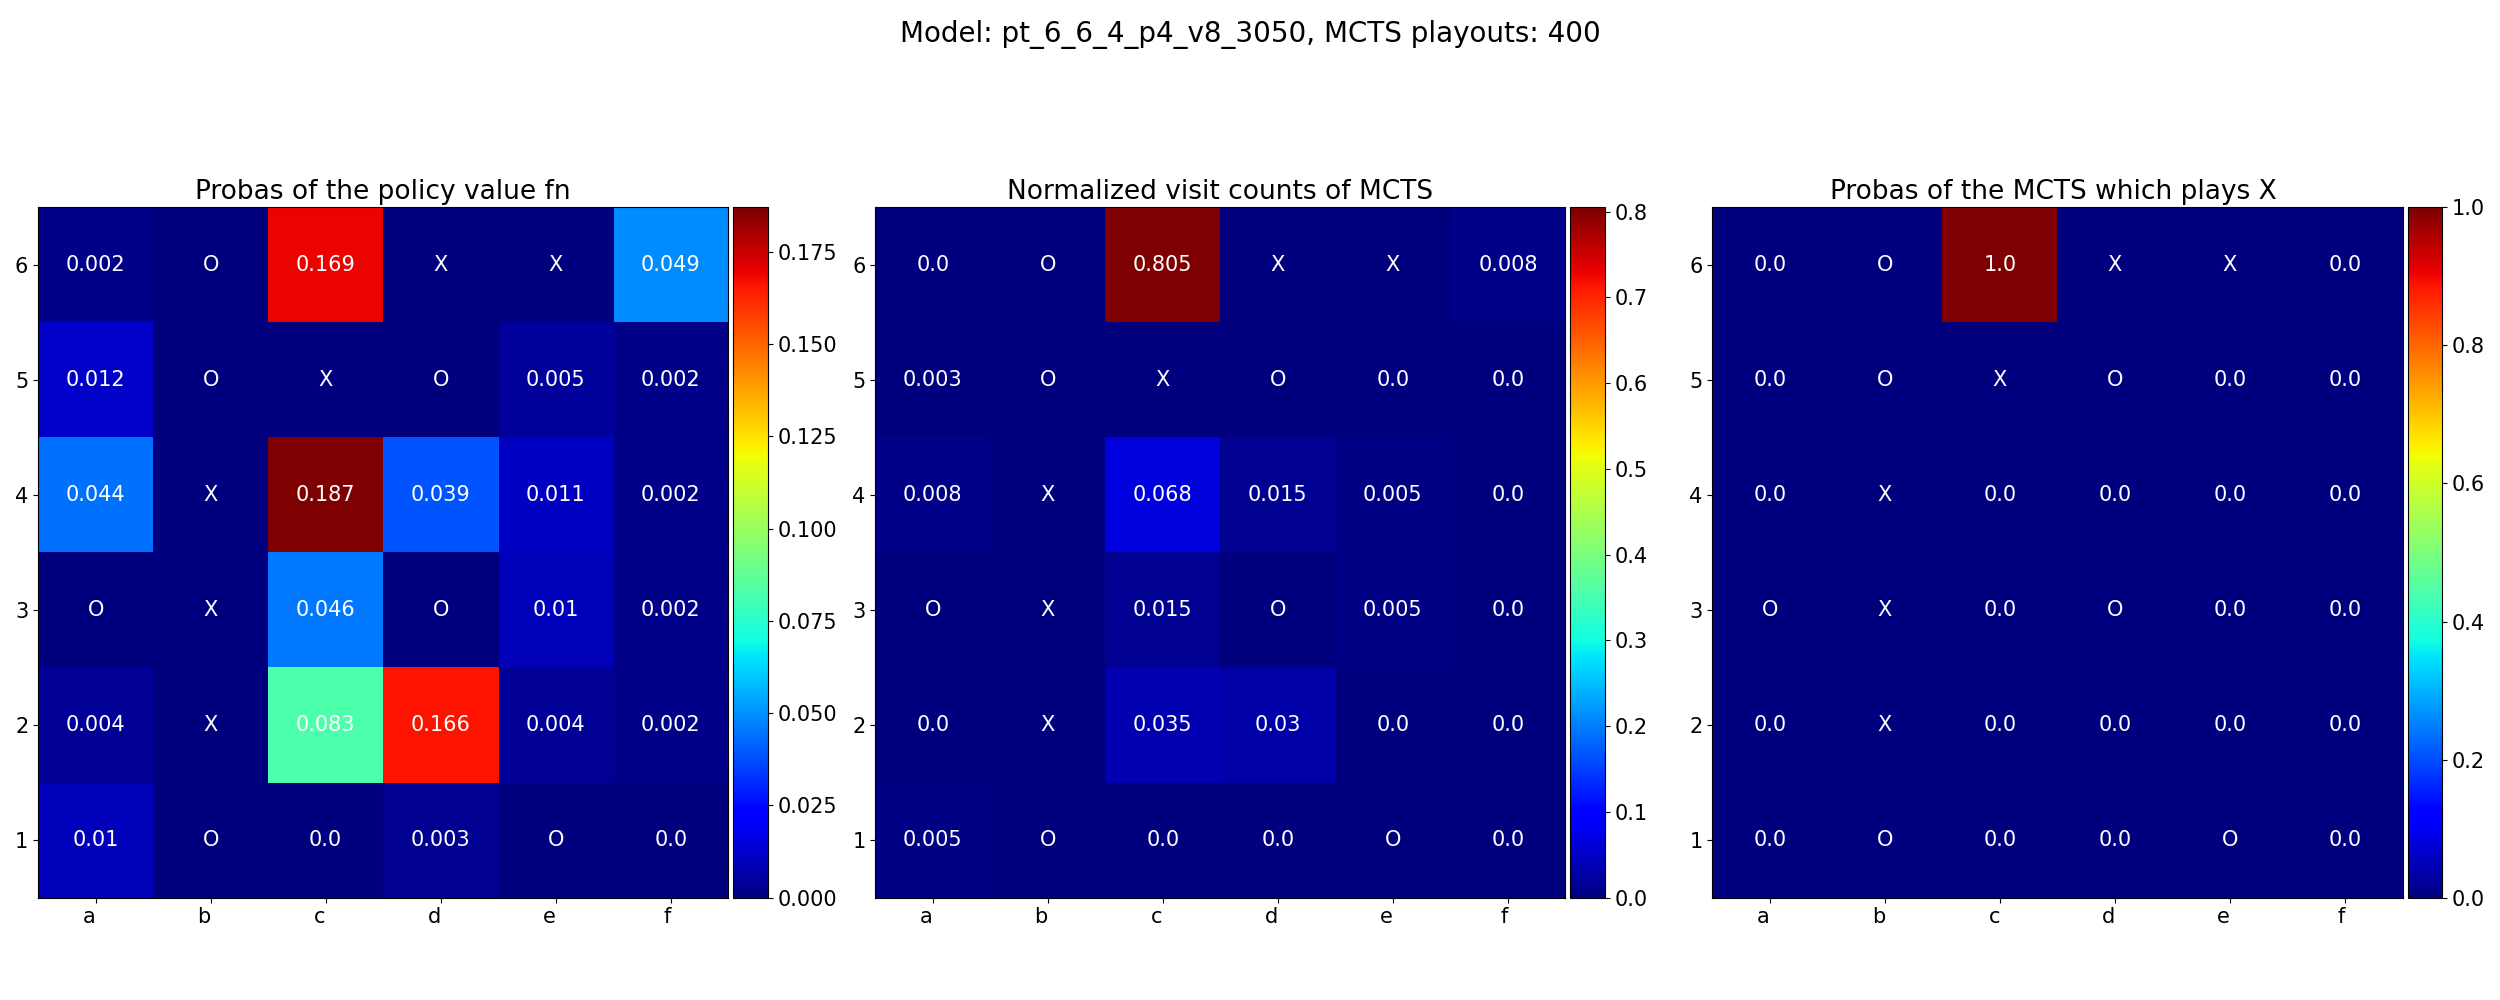 Model: pt_6_6_4_p4_v8_3050, MCTS playouts: 400
Probas of the policy value fn
6 0.002 O 0.169 X X 0.049
5 0.012 O X O 0.005 0.002
4 0.044 X 0.187 0.039 0.011 0.002
3 O X 0.046 O 0.01 0.002
2 0.004 X 0.083 0.166 0.004 0.002
1 0.01 O 0.0 0.003 O 0.0
a b c d e f
0.175
0.150
0.125
0.100
0.075
0.050
0.025
0.000
Normalized visit counts of MCTS
6 0.0 O 0.805 X X 0.008
5 0.003 O X O 0.0 0.0
4 0.008 X 0.068 0.015 0.005 0.0
3 O X 0.015 O 0.005 0.0
2 0.0 X 0.035 0.03 0.0 0.0
1 0.005 O 0.0 0.0 O 0.0
a b c d e f
0.8
0.7
0.6
0.5
0.4
0.3
0.2
0.1
0.0
Probas of the MCTS which plays X
6 0.0 O 1.0 X X 0.0
5 0.0 O X O 0.0 0.0
4 0.0 X 0.0 0.0 0.0 0.0
3 O X 0.0 O 0.0 0.0
2 0.0 X 0.0 0.0 0.0 0.0
1 0.0 O 0.0 0.0 O 0.0
a b c d e f
1.0
0.8
0.6
0.4
0.2
0.0